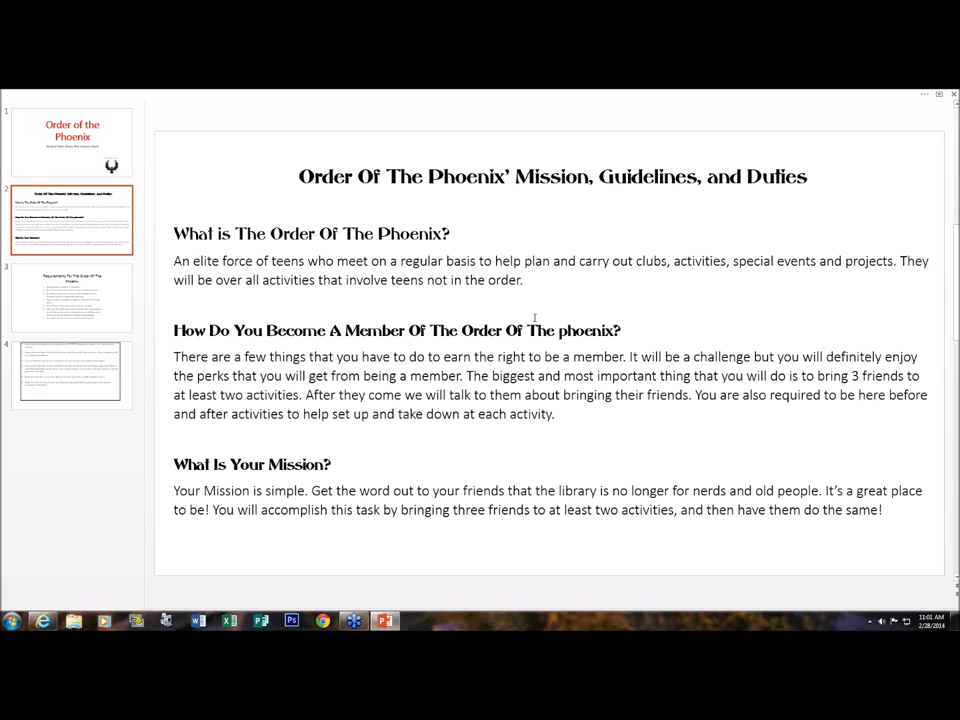 1
Order of the
Phoenix
2
3
Requirements For The Order Of The
Phoenix
4
Order Of The Phoenix' Mission, Guidelines, and Duties
What is The Order Of The Phoenix?
An elite force of teens who meet on a regular basis to help plan and carry out clubs, activities, special events and projects. They
will be over all activities that involve teens not in the order.
How Do You Become A Member Of The Order Of The phoenix?
There are a few things that you have to do to earn the right to be a member. It will be a challenge but you will definitely enjoy
the perks that you will get from being a member. The biggest and most important thing that you will do is to bring 3 friends to
at least two activities. After they come we will talk to them about bringing their friends. You are also required to be here before
and after activities to help set up and take down at each activity.
What Is Your Mission?
Your Mission is simple. Get the word out to your friends that the library is no longer for nerds and old people. It's a great place
to be! You will accomplish this task by bringing three friends to at least two activities, and then have them do the same!
11:01 AM
2/28/2014